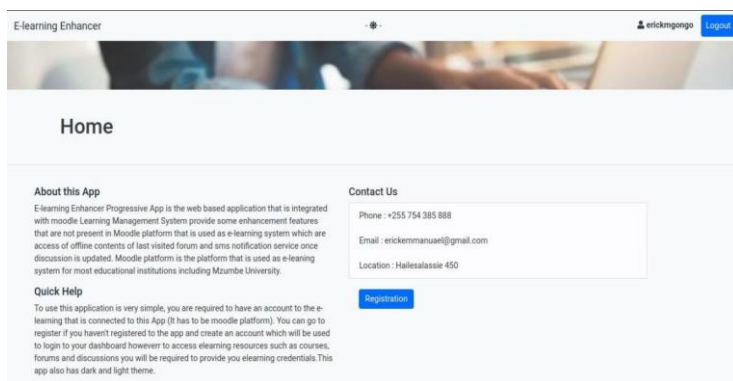 E-learning Enhancer
erickmgongo
Logout
Home
About this App
E-learning Enhancer Progressive App is the web based application that is integrated
with moodle Learning Management System provide some enhancement features
that are not present in Moodle platform that is used as e-learning system which are
access of offline contents of last visited forum and sms notification service once
discussion is updated. Moodle platform is the platform that is used as e-leaning
system for most educational institutions including Mzumbe University.
Quick Help
To use this application is very simple, you are required to have an account to the e-
learning that is connected to this App (It has to be moodle platform). You can go to
register if you haven't registered to the app and create an account which will be used
to login to your dashboard howeverr to access elearning resources such as courses,
forums and discussions you will be required to provide you elearning credentials.This
app also has dark and light theme.
Contact Us
Phone : +255 754 385 888
Email : erickemmanuael@gmail.com
Location : Hailesalassie 450
Registration